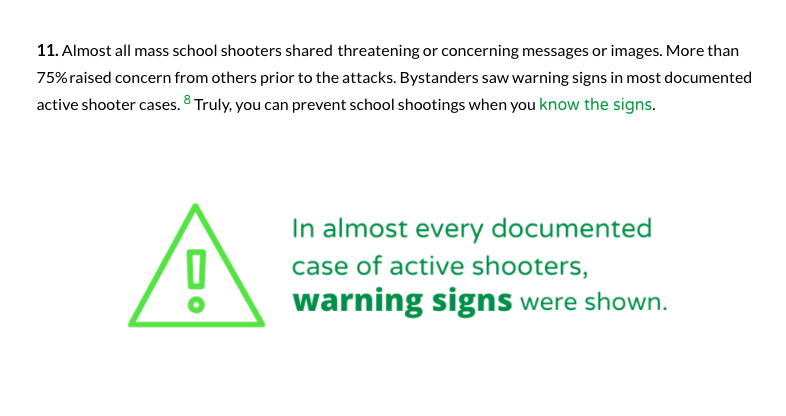 11. Almost all mass school shooters shared threatening or concerning messages or images. More than
75% raised concern from others prior to the attacks. Bystanders saw warning signs in most documented
active shooter cases. 8 Truly, you can prevent school shootings when you know the signs.
In almost every documented
case of active shooters,
warning signs were shown.